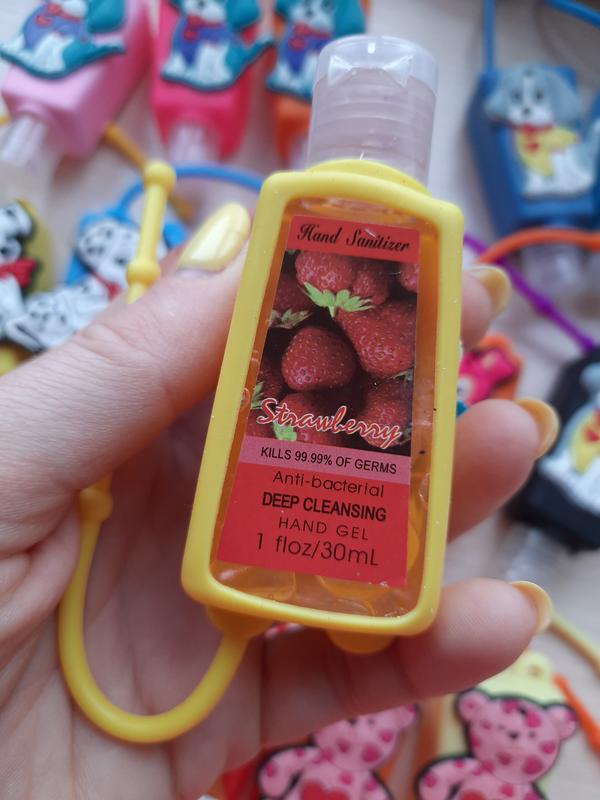 Hand Sanitizer
Strawberry
KILLS 99.99% OF GERMS
Anti-bacterial
DEEP CLEANSING
HAND GEL
1 floz/30mL